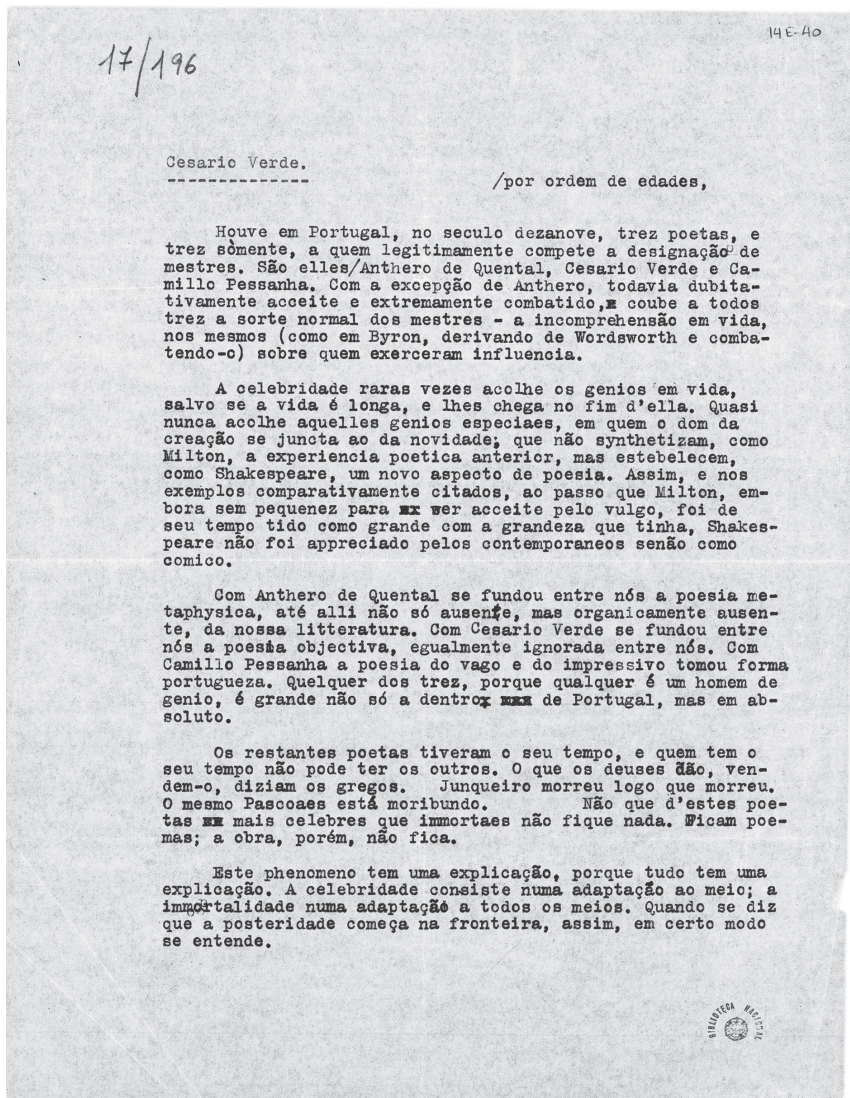 14E-40
17/196
Cesario Verde.
--------------
/por ordem de edades,
Houve em Portugal, no seculo dezanove, trez poetas, e
trez sòmente, a quem legitimamente compete a designação de
mestres. São elles/Anthero de Quental, Cesario Verde e Ca-
millo Pessanha. Com a excepção de Anthero, todavia dubita-
tivamente acceite e extremamente combatido, coube a todos
trez a sorte normal dos mestres - a incomprehensão em vida,
nos mesmos (como em Byron, derivando de Wordsworth e comba-
tendo-o) sobre quem exerceram influencia.
A celebridade raras vezes acolhe os genios em vida,
salvo se a vida é longa, e lhes chega no fim d'ella. Quasi
nunca acolhe aquelles genios especiaes, em quem o dom da
creação se juncta ao da novidade; que não synthetizam, como
Milton, a experiencia poetica anterior, mas estebelecem,
como Shakespeare, um novo aspecto de poesia. Assim, e nos
exemplos comparativamente citados, ao passo que Milton, em-
bora sem pequenez para ser acceite pelo vulgo, foi de
seu tempo tido como grande com a grandeza que tinha, Shakes-
peare não foi appreciado pelos contemporaneos senão como
comico.
Com Anthero de Quental se fundou entre nós a poesia me-
taphysica, até alli não só ausente, mas organicamente ausen-
te, da nossa litteratura. Com Cesario Verde se fundou entre
nós a poesia objectiva, egualmente ignorada entre nós. Com
Camillo Pessanha a poesia do vago e do impressivo tomou forma
portugueza. Quelquer dos trez, porque qualquer é um homem de
genio, é grande não só a dentro de Portugal, mas em ab-
soluto.
Os restantes poetas tiveram o seu tempo, e quem tem o
seu tempo não pode ter os outros. O que os deuses dão, ven-
dem-o, diziam os gregos. Junqueiro morreu logo que morreu.
O mesmo Pascoaes está moribundo. Não que d'estes poe-
tas mais celebres que immortaes não fique nada. Ficam poe-
mas; a obra, porém, não fica.
Este phenomeno tem uma explicação, porque tudo tem uma
explicação. A celebridade consiste numa adaptação ao meio; a
immortalidade numa adaptação a todos os meios. Quando se diz
que a posteridade começa na fronteira, assim, em certo modo
se entende.
BIBLIOTECA NACIONAL